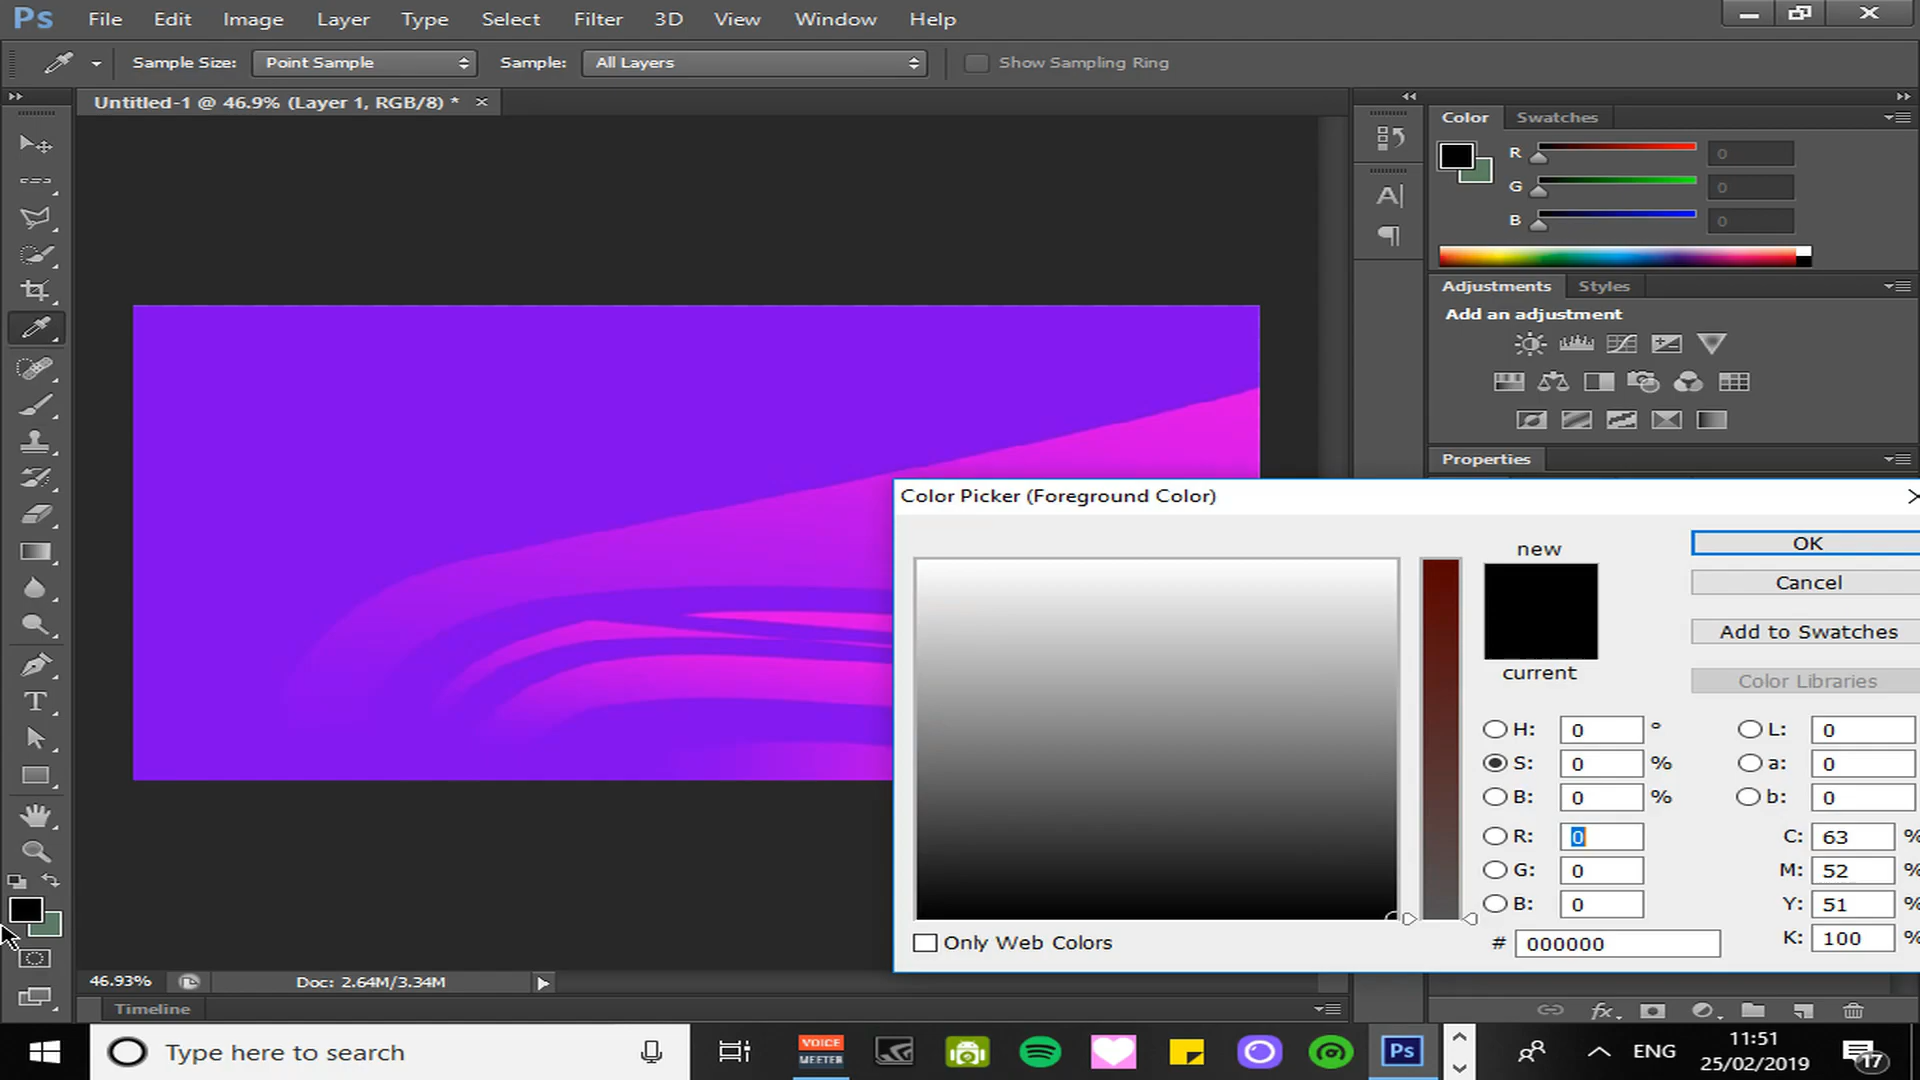 Ps File Edit Image Layer Type Select Filter 3D View Window Help
Sample Size: Point Sample Sample: All Layers Show Sampling Ring
Untitled-1 @ 46.9% (Layer 1, RGB/8) * ×
Color Swatches
R 0
G 0
B 0
Adjustments Styles
Add an adjustment
Properties
Color Picker (Foreground Color)
new
current
OK
Cancel
Add to Swatches
Color Libraries
H: 0 ° L: 0
S: 0 % a: 0
B: 0 % b: 0
R: 0 C: 63 %
G: 0 M: 52 %
B: 0 Y: 51 %
# 000000 K: 100 %
Only Web Colors
46.93% Doc: 2.64M/3.34M
Timeline
Type here to search
VOICE
MEETER
Ps
ENG
11:51
25/02/2019
17